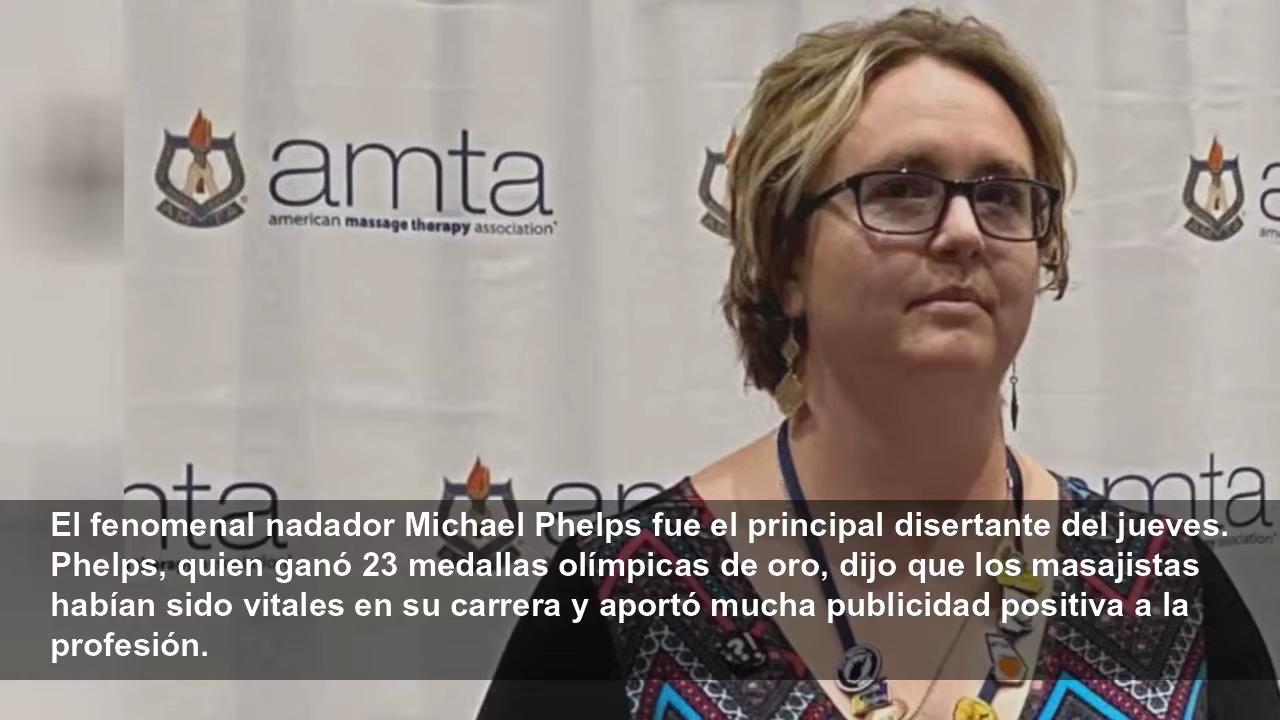 amta
american massage therapy association
AMTA
amta
El fenomenal nadador Michael Phelps fue el principal disertante del jueves.
Phelps, quien ganó 23 medallas olímpicas de oro, dijo que los masajistas
habían sido vitales en su carrera y aportó mucha publicidad positiva a la
profesión.